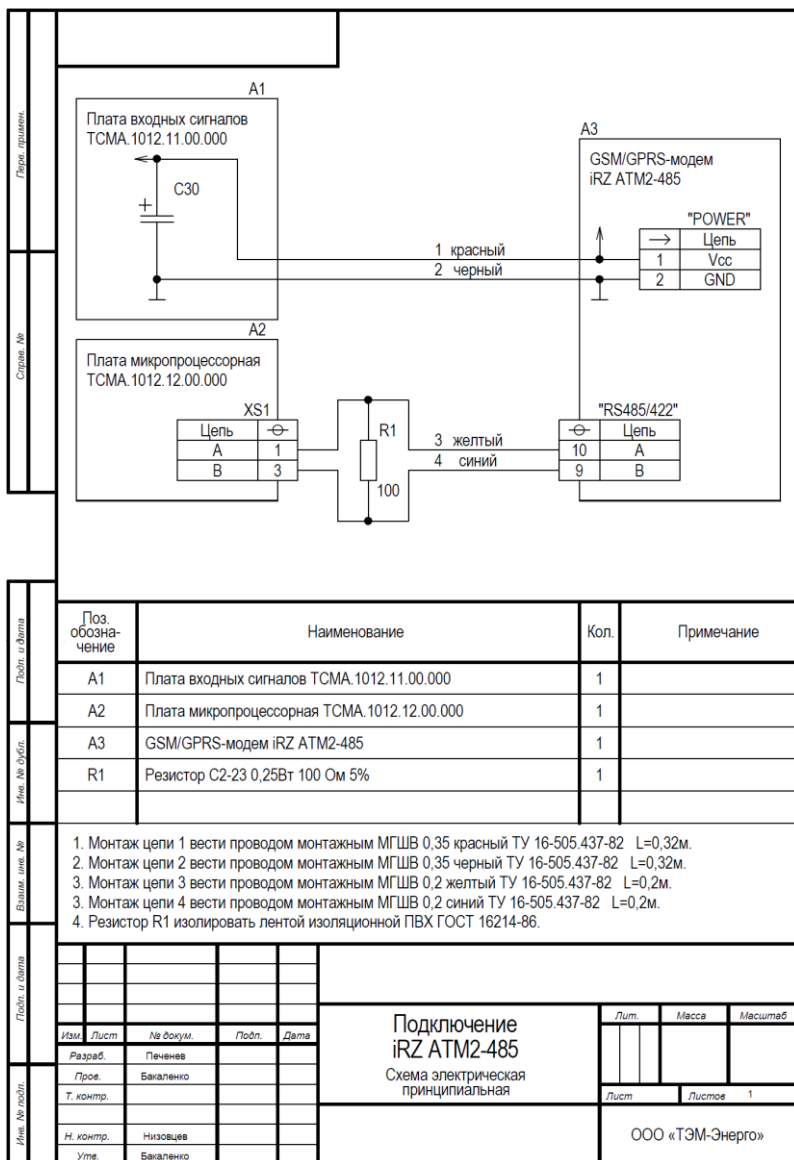 Перв. примен.
Справ. №
Подп. и дата
Инв. № дубл.
Взаим. инв. №
Подп. и дата
Инв. № подл.
A1
Плата входных сигналов
ТСМА.1012.11.00.000
C30
+
1 красный
2 черный
A3
GSM/GPRS-модем
iRZ ATM2-485
"POWER"
Цепь
1 Vcc
2 GND
A2
Плата микропроцессорная
ТСМА.1012.12.00.000
XS1
Цепь
A 1
B 3
R1
100
3 желтый
4 синий
"RS485/422"
Цепь
10 A
9 B
Поз. обозна-чение Наименование Кол. Примечание
A1 Плата входных сигналов ТСМА.1012.11.00.000 1
A2 Плата микропроцессорная ТСМА.1012.12.00.000 1
A3 GSM/GPRS-модем iRZ ATM2-485 1
R1 Резистор С2-23 0,25Вт 100 Ом 5% 1
1. Монтаж цепи 1 вести проводом монтажным МГШВ 0,35 красный ТУ 16-505.437-82 L=0,32м.
2. Монтаж цепи 2 вести проводом монтажным МГШВ 0,35 черный ТУ 16-505.437-82 L=0,32м.
3. Монтаж цепи 3 вести проводом монтажным МГШВ 0,2 желтый ТУ 16-505.437-82 L=0,2м.
3. Монтаж цепи 4 вести проводом монтажным МГШВ 0,2 синий ТУ 16-505.437-82 L=0,2м.
4. Резистор R1 изолировать лентой изоляционной ПВХ ГОСТ 16214-86.
Изм. Лист № докум. Подп. Дата
Разраб. Печенев
Пров. Бакаленко
Т. контр.
Н. контр. Низовцев
Утв. Бакаленко
Подключение
iRZ ATM2-485
Схема электрическая
принципиальная
Лит. Масса Масштаб
Лист Листов 1
ООО «ТЭМ-Энерго»